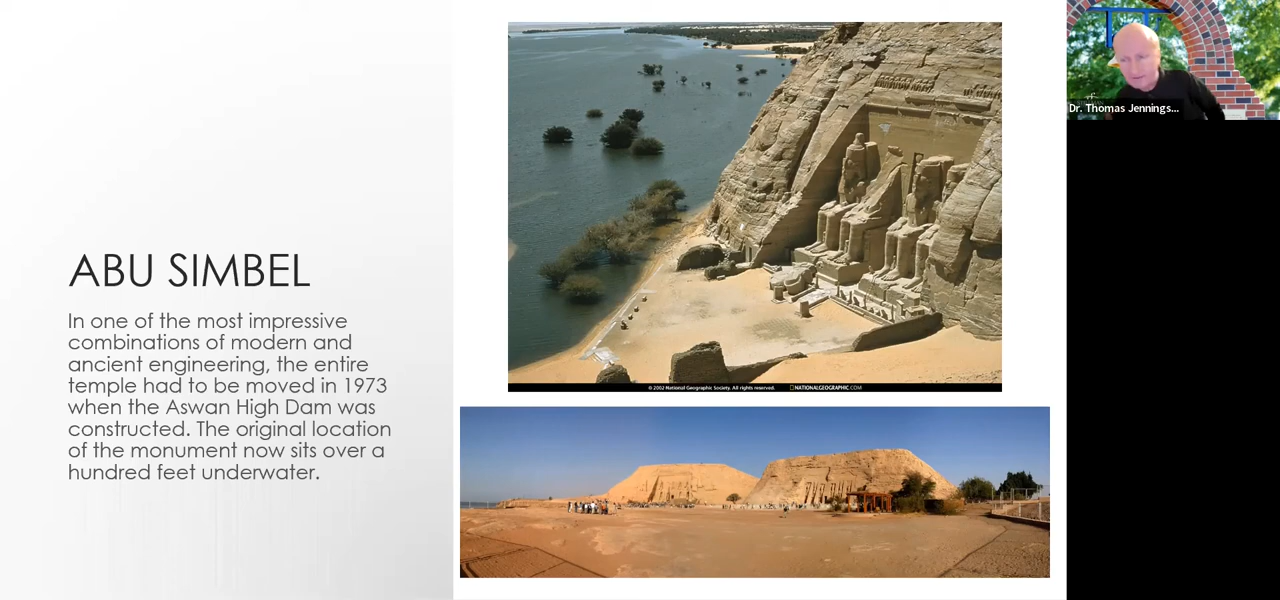 ABU SIMBEL
In one of the most impressive
combinations of modern and
ancient engineering, the entire
temple had to be moved in 1973
when the Aswan High Dam was
constructed. The original location
of the monument now sits over a
hundred feet underwater.
© 2002 National Geographic Society. All rights reserved. NATIONALGEOGRAPHIC.COM
Dr. Thomas Jennings...